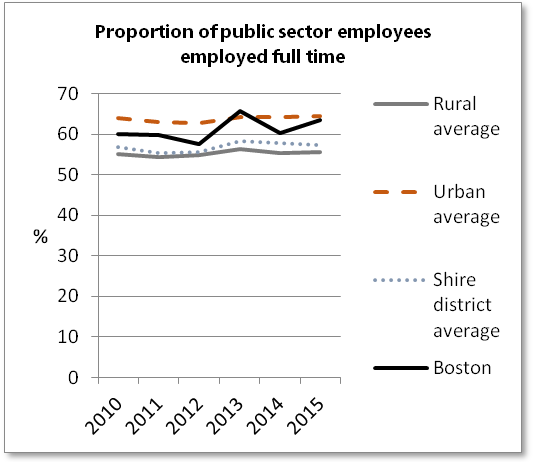 Proportion of public sector employees
employed full time
70
60
50
40
30
20
10
0
%
2010
2011
2012
2013
2014
2015
Rural
average
Urban
average
Shire
district
average
Boston